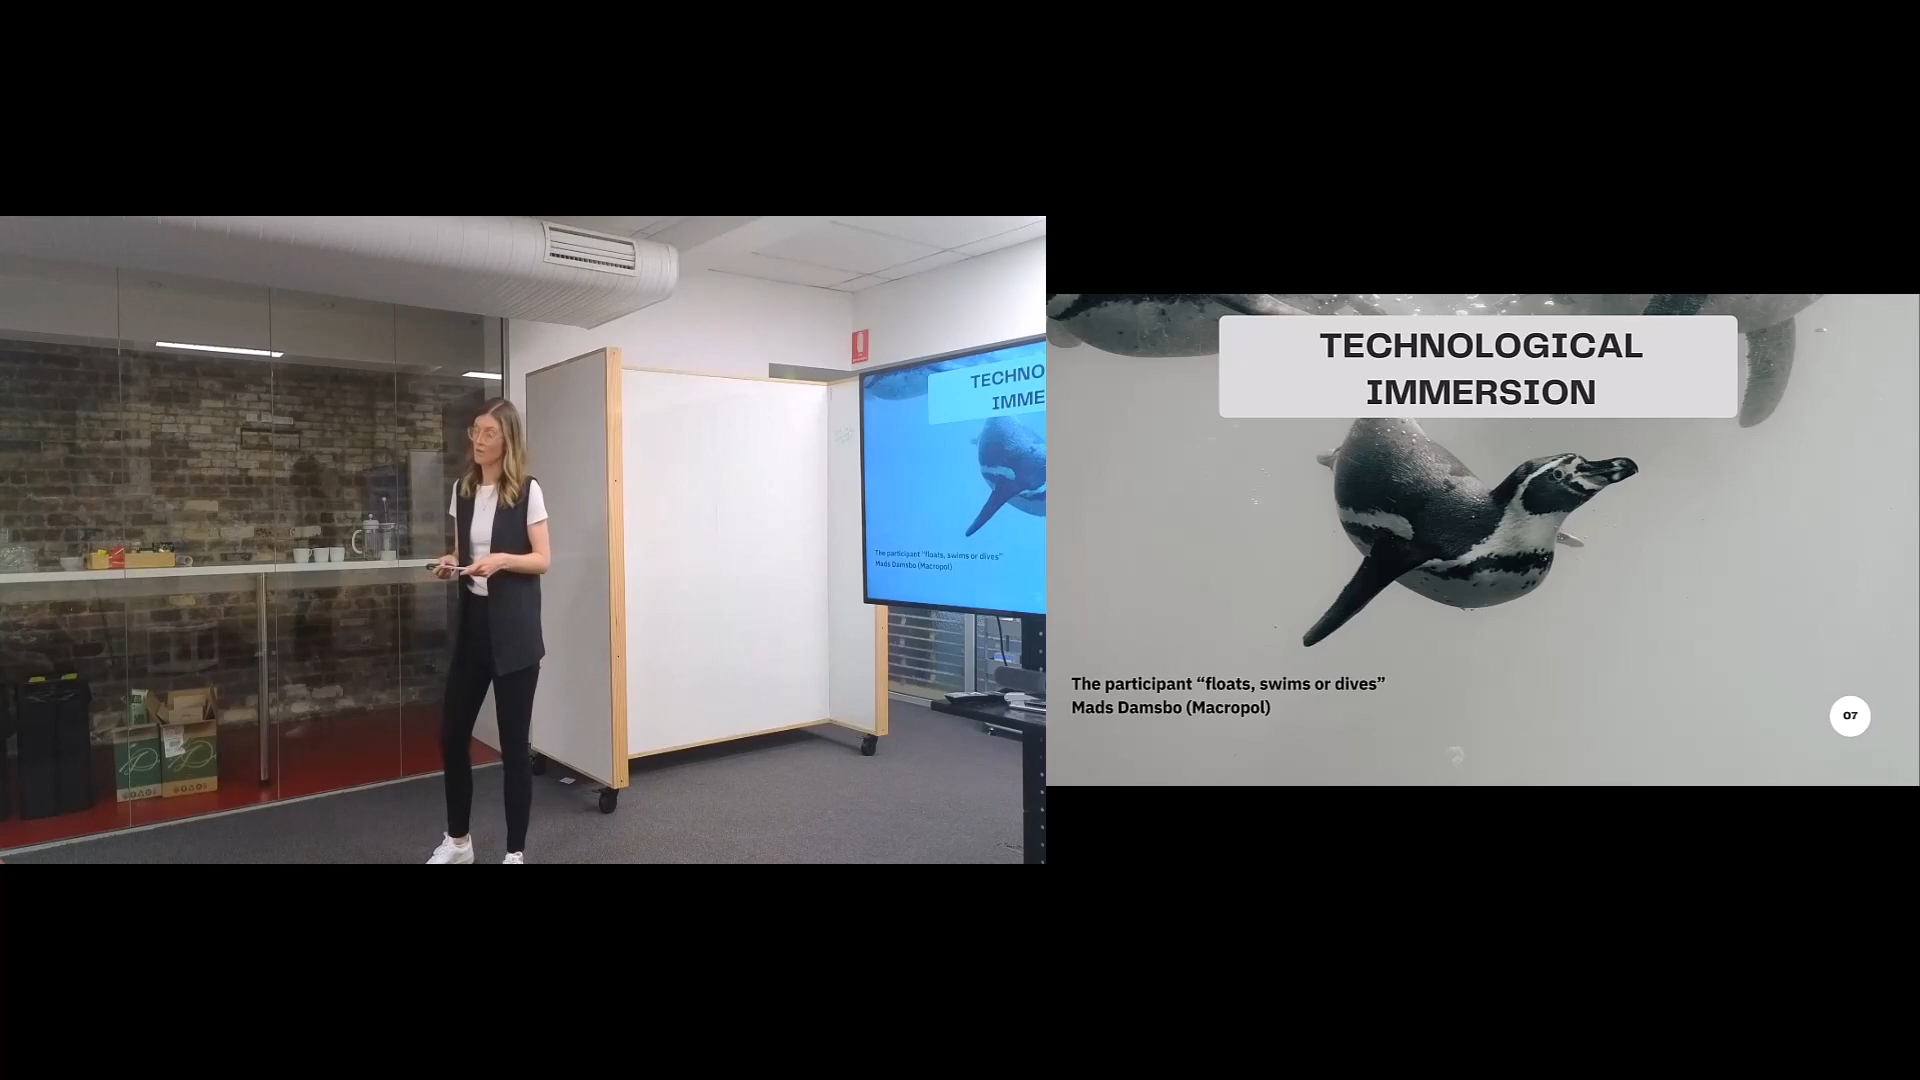 TECHNO
IMME
The participant “floats, swims or dives”
Mads Damsbo (Macropol)
TECHNOLOGICAL
IMMERSION
The participant “floats, swims or dives”
Mads Damsbo (Macropol)
07